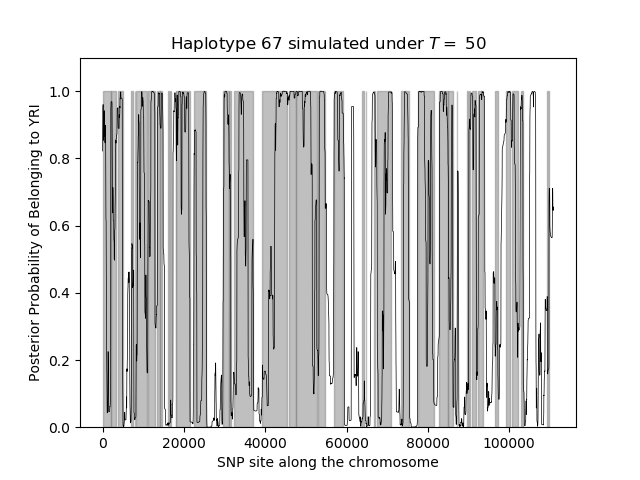 Haplotype 67 simulated under T = 50
Posterior Probability of Belonging to YRI
1.0
0.8
0.6
0.4
0.2
0.0
0 20000 40000 60000 80000 100000
SNP site along the chromosome